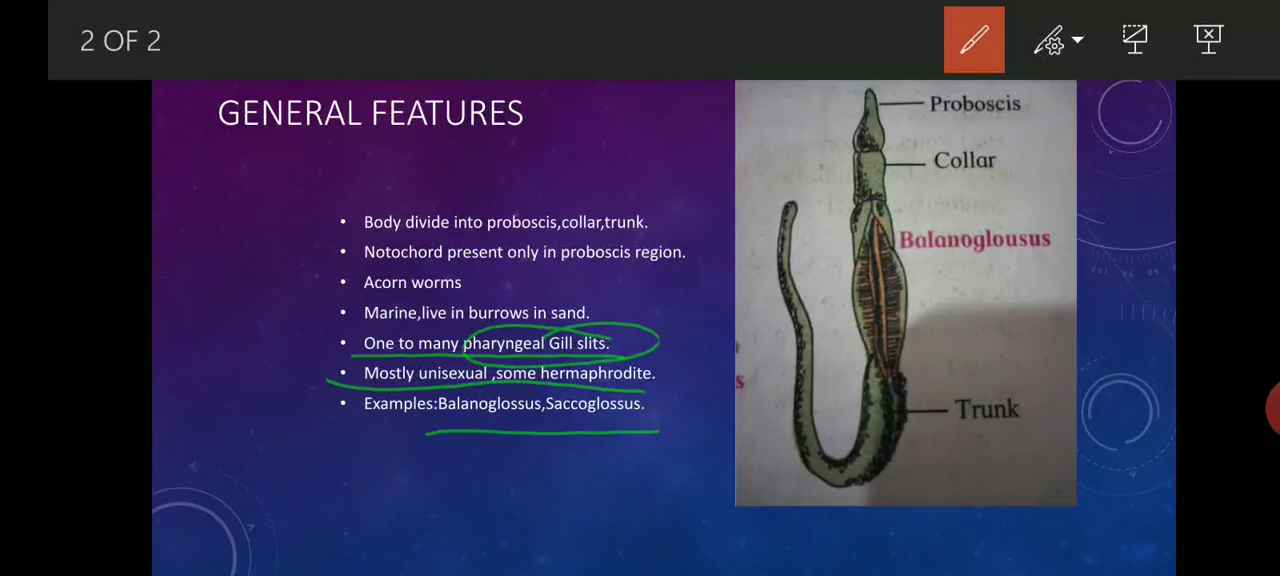 2 OF 2
GENERAL FEATURES
• Body divide into proboscis,collar,trunk.
• Notochord present only in proboscis region.
• Acorn worms
• Marine,live in burrows in sand.
• One to many pharyngeal Gill slits.
• Mostly unisexual ,some hermaphrodite.
• Examples:Balanoglossus,Saccoglossus.
Proboscis
Collar
Balanoglousus
s
Trunk